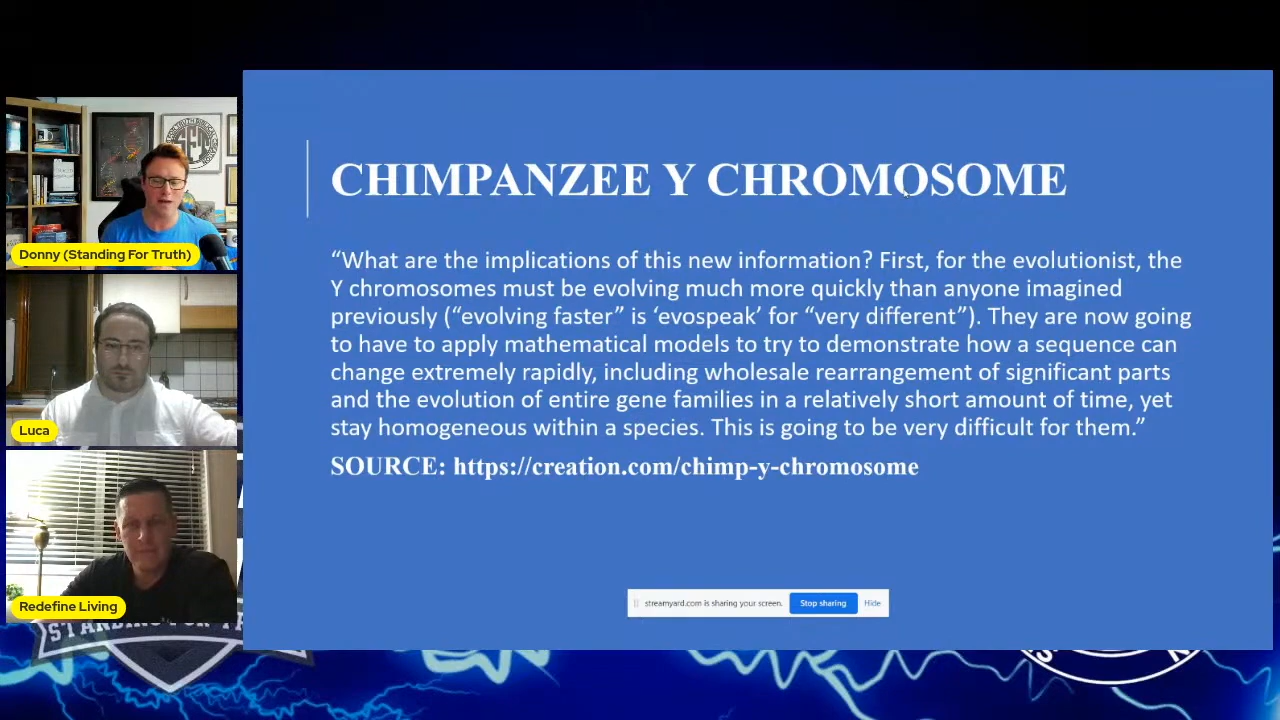 CHIMPANZEE Y CHROMOSOME
“What are the implications of this new information? First, for the evolutionist, the
Y chromosomes must be evolving much more quickly than anyone imagined
previously (“evolving faster” is ‘evospeak’ for “very different”). They are now going
to have to apply mathematical models to try to demonstrate how a sequence can
change extremely rapidly, including wholesale rearrangement of significant parts
and the evolution of entire gene families in a relatively short amount of time, yet
stay homogeneous within a species. This is going to be very difficult for them.”
SOURCE: https://creation.com/chimp-y-chromosome
streamyard.com is sharing your screen.
Stop sharing
Hide
Donny (Standing For Truth)
Luca
Redefine Living